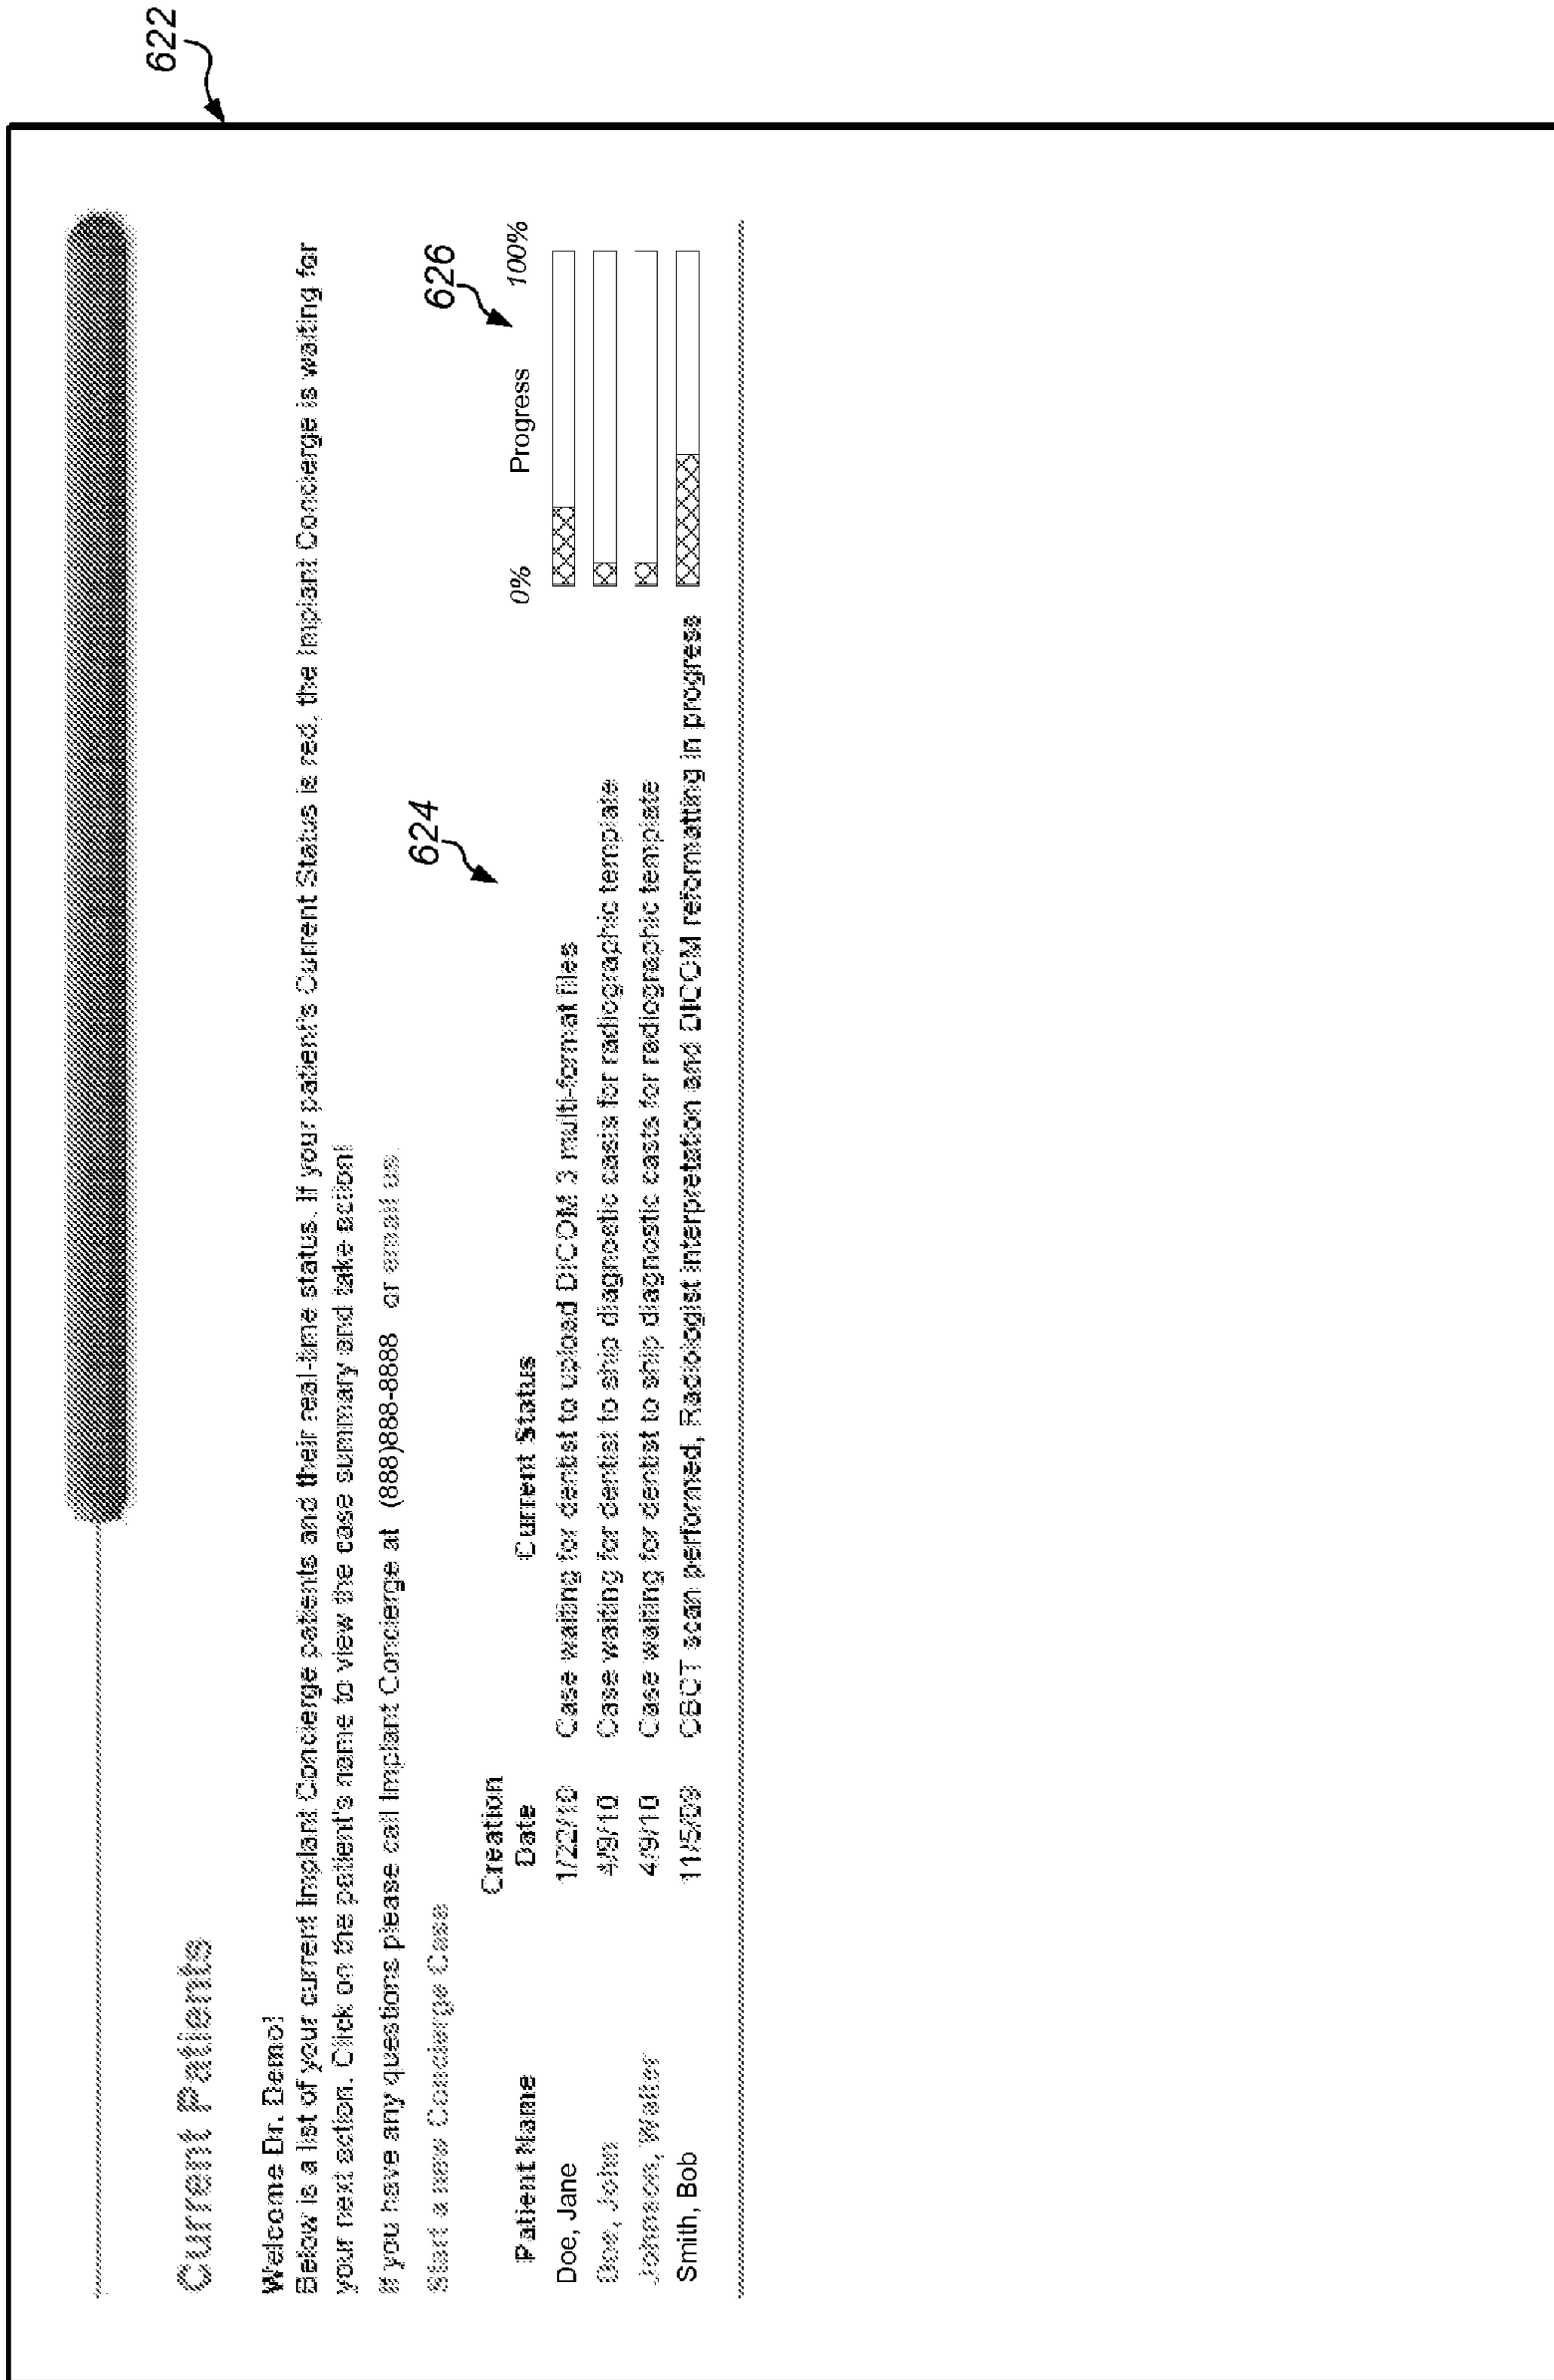 622
Current Patients
Welcome Dr. Demo!
Below is a list of your current Implant Concierge patients and their real-time status. If your patient's Current Status is red, the Implant Concierge is waiting for
your next action. Click on the patient's name to view the case summary and take action!
If you have any questions please call Implant Concierge at (888)888-8888 or email us.
Start a new Concierge Case
624
626
Patient Name Creation Date Current Status 0% Progress 100%
Doe, Jane 1/22/10 Case waiting for dentist to upload DICOM 3 multi-format files
Doe, John 4/9/10 Case waiting for dentist to ship diagnostic casts for radiographic template
Johnson, Walter 4/9/10 Case waiting for dentist to ship diagnostic casts for radiographic template
Smith, Bob 11/5/09 CBCT scan performed, Radiologist interpretation and DICOM reformatting in progress